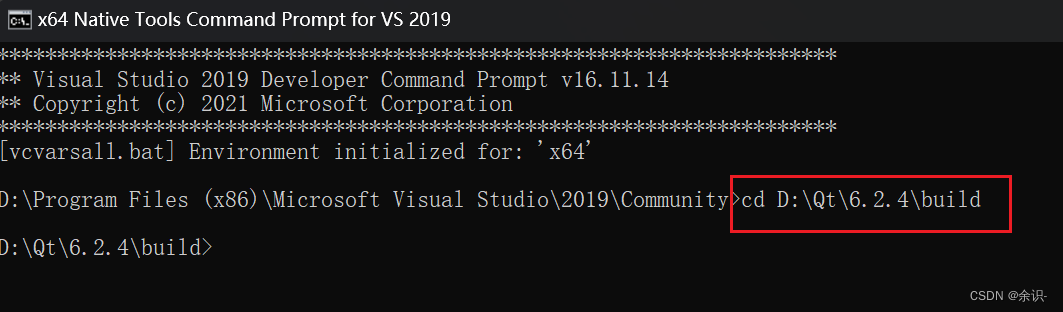 x64 Native Tools Command Prompt for VS 2019
**********************************************************************
** Visual Studio 2019 Developer Command Prompt v16.11.14
** Copyright (c) 2021 Microsoft Corporation
**********************************************************************
[vcvarsall.bat] Environment initialized for: 'x64'
D:\Program Files (x86)\Microsoft Visual Studio\2019\Community>cd D:\Qt\6.2.4\build
D:\Qt\6.2.4\build>
CSDN @余识-